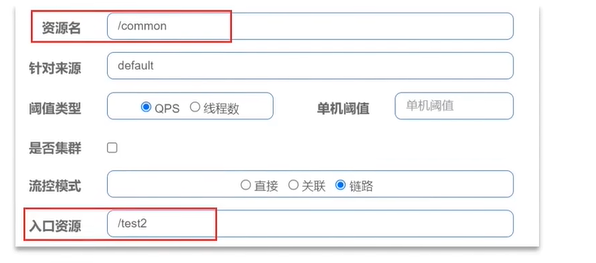 资源名 /common
针对来源 default
阈值类型 QPS 线程数 单机阈值 单机阈值
是否集群
流控模式 直接 关联 链路
入口资源 /test2